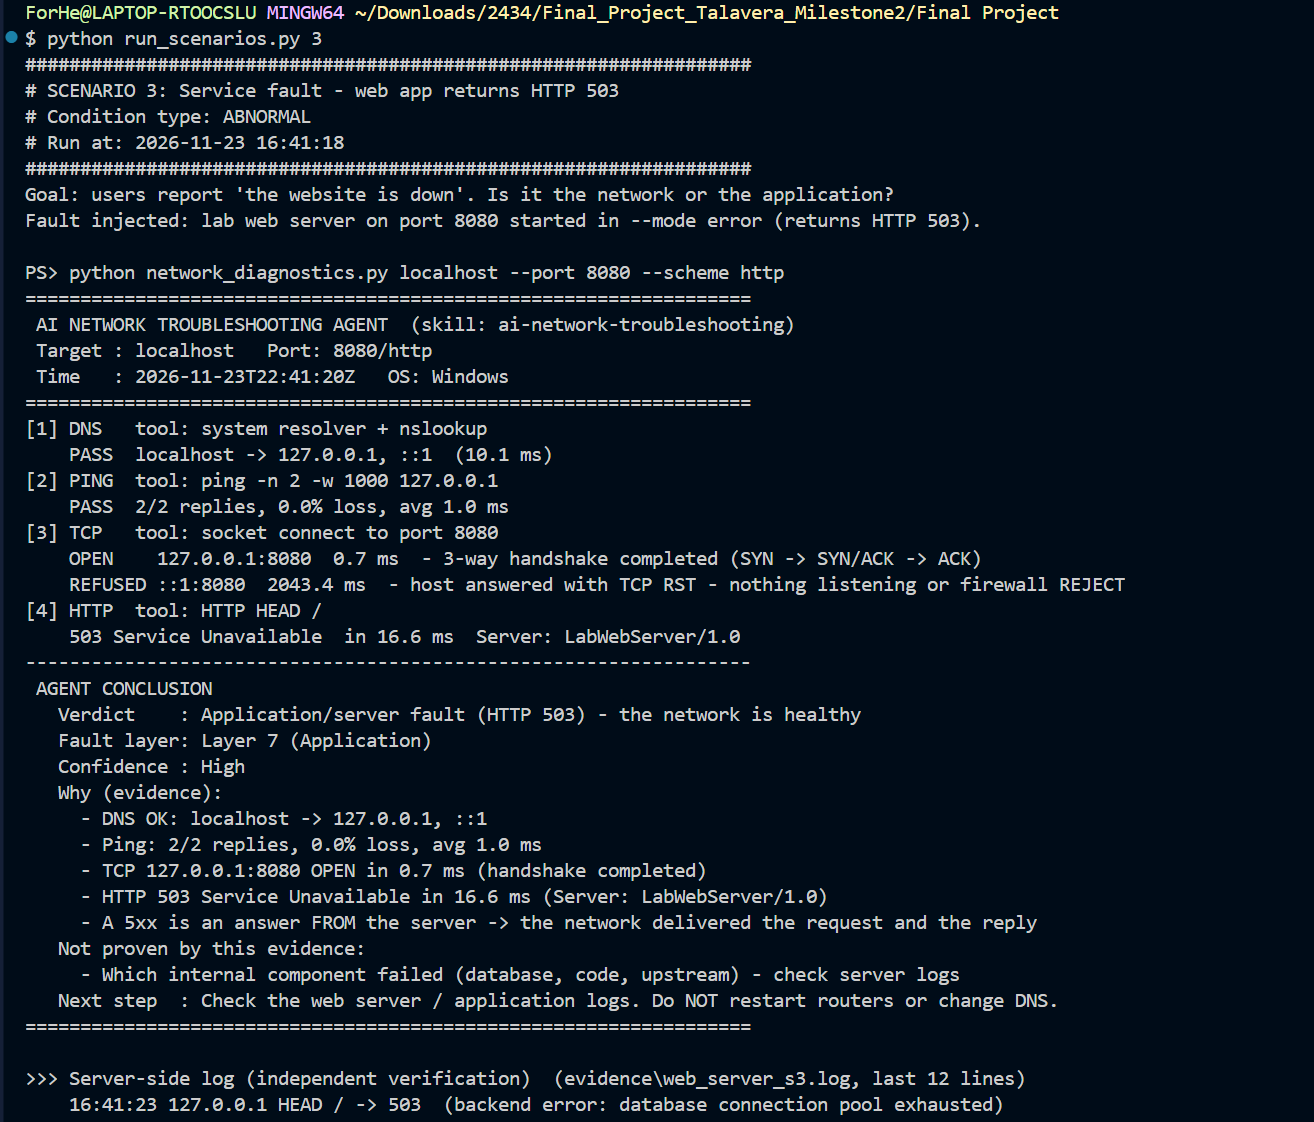 ForHe@LAPTOP-RTOOCSLU MINGW64 ~/Downloads/2434/Final_Project_Talavera_Milestone2/Final Project
$ python run_scenarios.py 3
##################################################################
# SCENARIO 3: Service fault - web app returns HTTP 503
# Condition type: ABNORMAL
# Run at: 2026-11-23 16:41:18
##################################################################
Goal: users report 'the website is down'. Is it the network or the application?
Fault injected: lab web server on port 8080 started in --mode error (returns HTTP 503).

PS> python network_diagnostics.py localhost --port 8080 --scheme http
==================================================================
 AI NETWORK TROUBLESHOOTING AGENT  (skill: ai-network-troubleshooting)
 Target : localhost   Port: 8080/http
 Time   : 2026-11-23T22:41:20Z   OS: Windows
==================================================================
[1] DNS   tool: system resolver + nslookup
    PASS  localhost -> 127.0.0.1, ::1  (10.1 ms)
[2] PING  tool: ping -n 2 -w 1000 127.0.0.1
    PASS  2/2 replies, 0.0% loss, avg 1.0 ms
[3] TCP   tool: socket connect to port 8080
    OPEN    127.0.0.1:8080  0.7 ms  - 3-way handshake completed (SYN -> SYN/ACK -> ACK)
    REFUSED ::1:8080  2043.4 ms  - host answered with TCP RST - nothing listening or firewall REJECT
[4] HTTP  tool: HTTP HEAD /
    503 Service Unavailable  in 16.6 ms  Server: LabWebServer/1.0
------------------------------------------------------------------
 AGENT CONCLUSION
   Verdict    : Application/server fault (HTTP 503) - the network is healthy
   Fault layer: Layer 7 (Application)
   Confidence : High
   Why (evidence):
     - DNS OK: localhost -> 127.0.0.1, ::1
     - Ping: 2/2 replies, 0.0% loss, avg 1.0 ms
     - TCP 127.0.0.1:8080 OPEN in 0.7 ms (handshake completed)
     - HTTP 503 Service Unavailable in 16.6 ms (Server: LabWebServer/1.0)
     - A 5xx is an answer FROM the server -> the network delivered the request and the reply
   Not proven by this evidence:
     - Which internal component failed (database, code, upstream) - check server logs
   Next step  : Check the web server / application logs. Do NOT restart routers or change DNS.
==================================================================

>>> Server-side log (independent verification)  (evidence\web_server_s3.log, last 12 lines)
    16:41:23 127.0.0.1 HEAD / -> 503  (backend error: database connection pool exhausted)